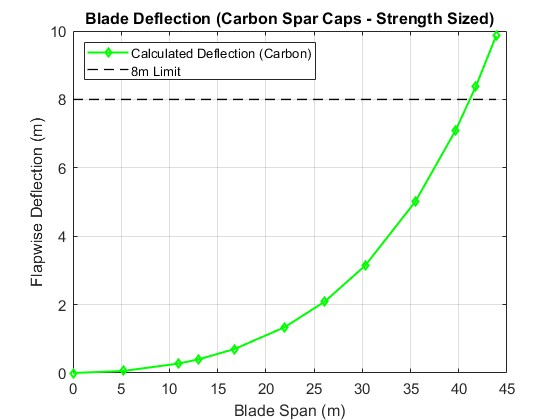 Blade Deflection (Carbon Spar Caps - Strength Sized)
Calculated Deflection (Carbon)
8m Limit
10
8
6
4
2
0
Flapwise Deflection (m)
0 5 10 15 20 25 30 35 40 45
Blade Span (m)